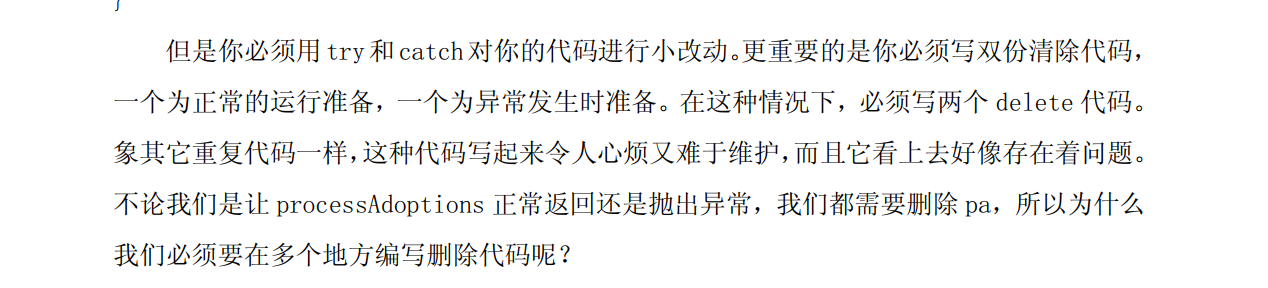 }
但是你必须用 try 和 catch 对你的代码进行小改动。更重要的是你必须写双份清除代码，
一个为正常的运行准备，一个为异常发生时准备。在这种情况下，必须写两个 delete 代码。
象其它重复代码一样，这种代码写起来令人心烦又难于维护，而且它看上去好像存在着问题。
不论我们是让 processAdoptions 正常返回还是抛出异常，我们都需要删除 pa，所以为什么
我们必须要在多个地方编写删除代码呢？